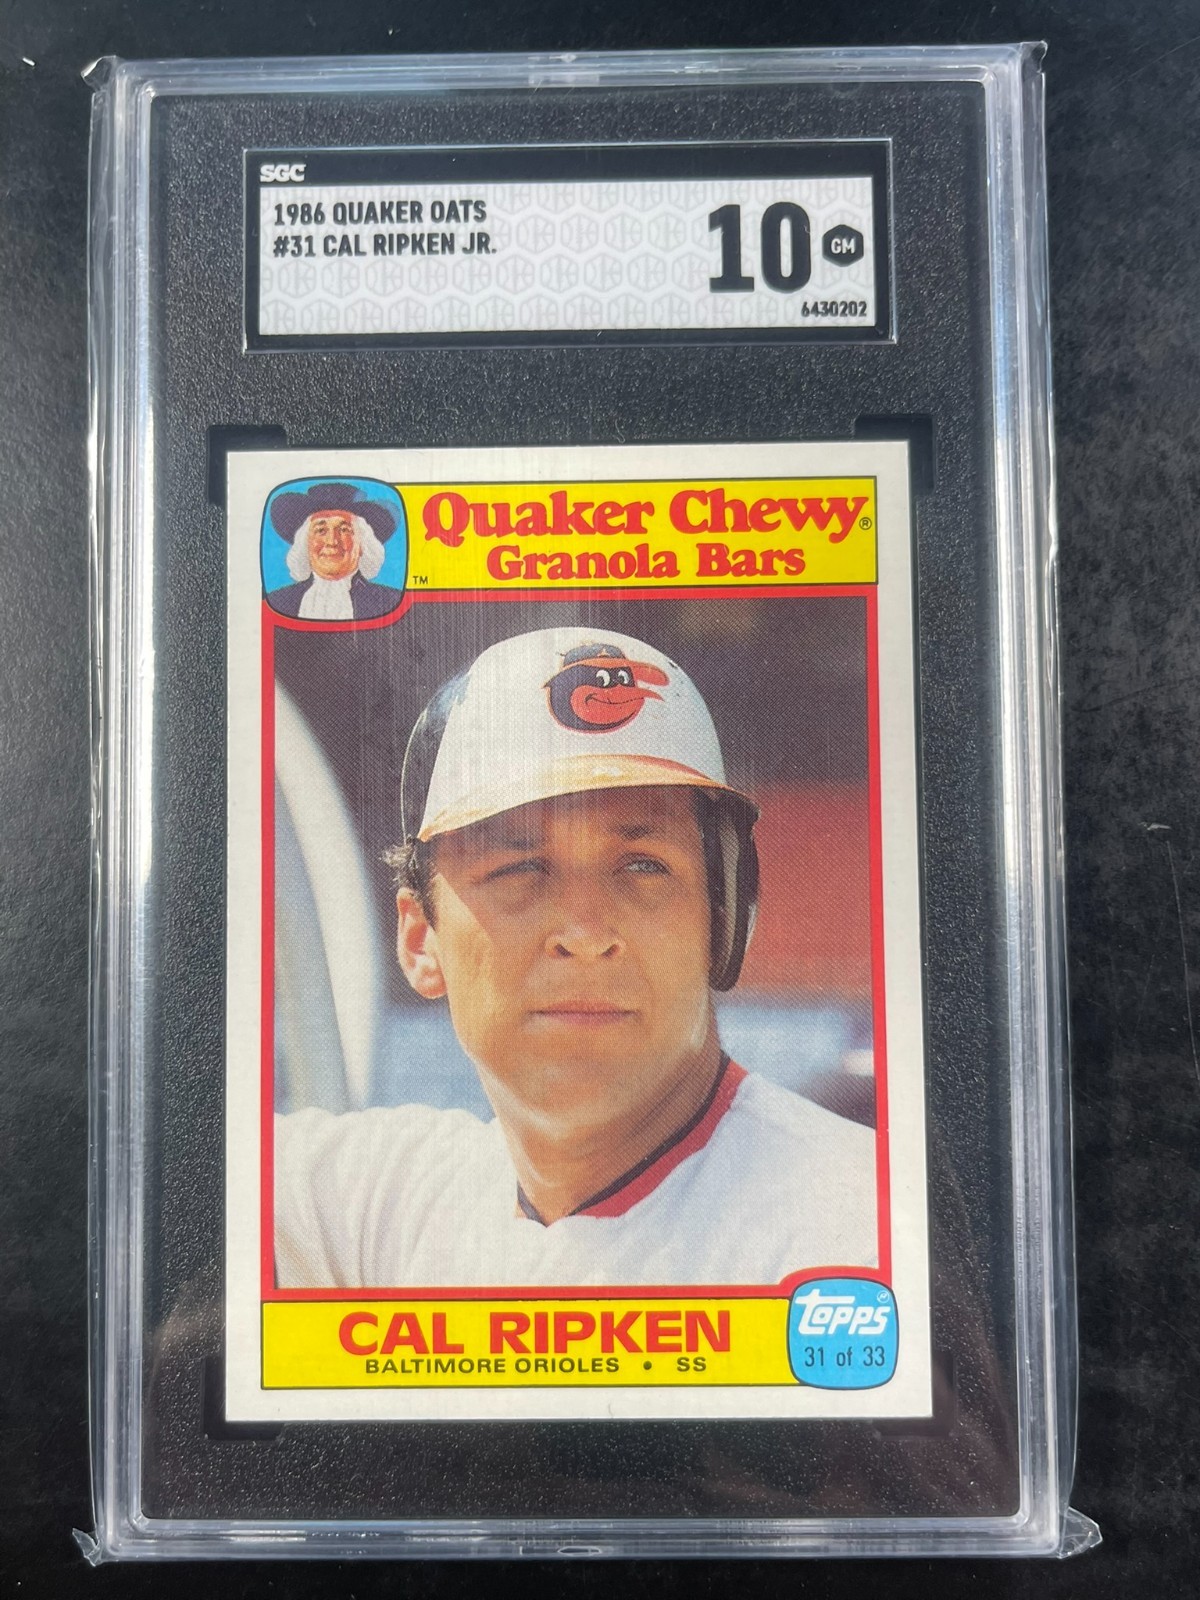 SGC
1986 QUAKER OATS
#31 CAL RIPKEN JR.
10 GM
6430202
Quaker Chewy®
Granola Bars
TM
CAL RIPKEN
BALTIMORE ORIOLES • SS
TOPPS
31 of 33